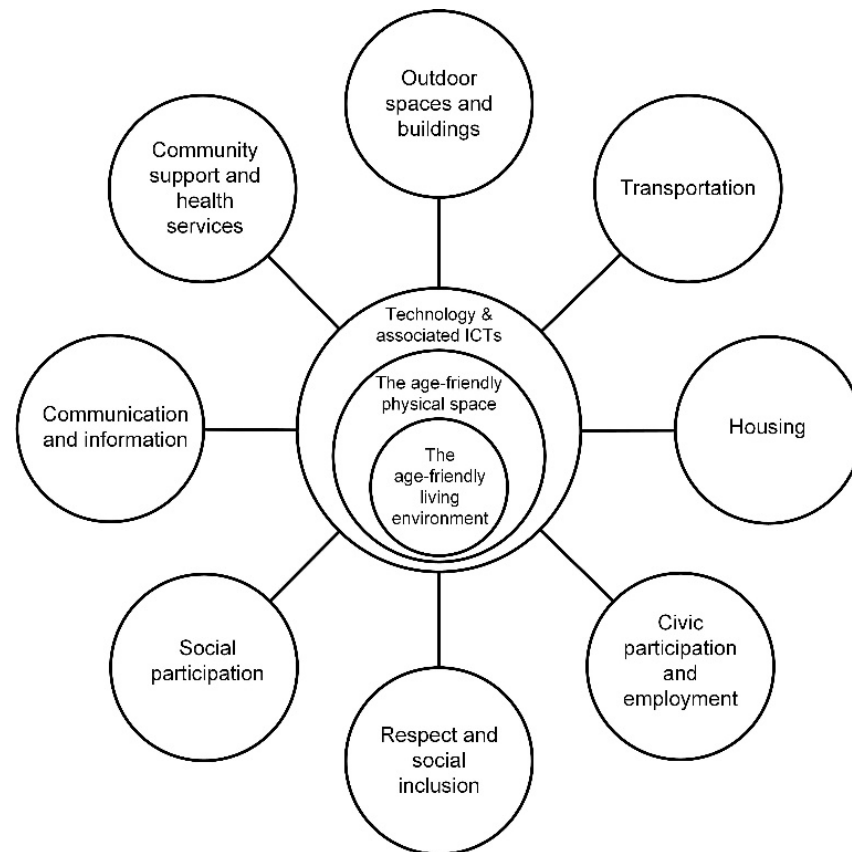 Outdoor
spaces and
buildings
Community
support and
health
services
Transportation
Technology &
associated ICTs
The age-friendly
physical space
Communication
and information
Housing
The
age-friendly
living
environment
Social
participation
Civic
participation
and
employment
Respect and
social
inclusion